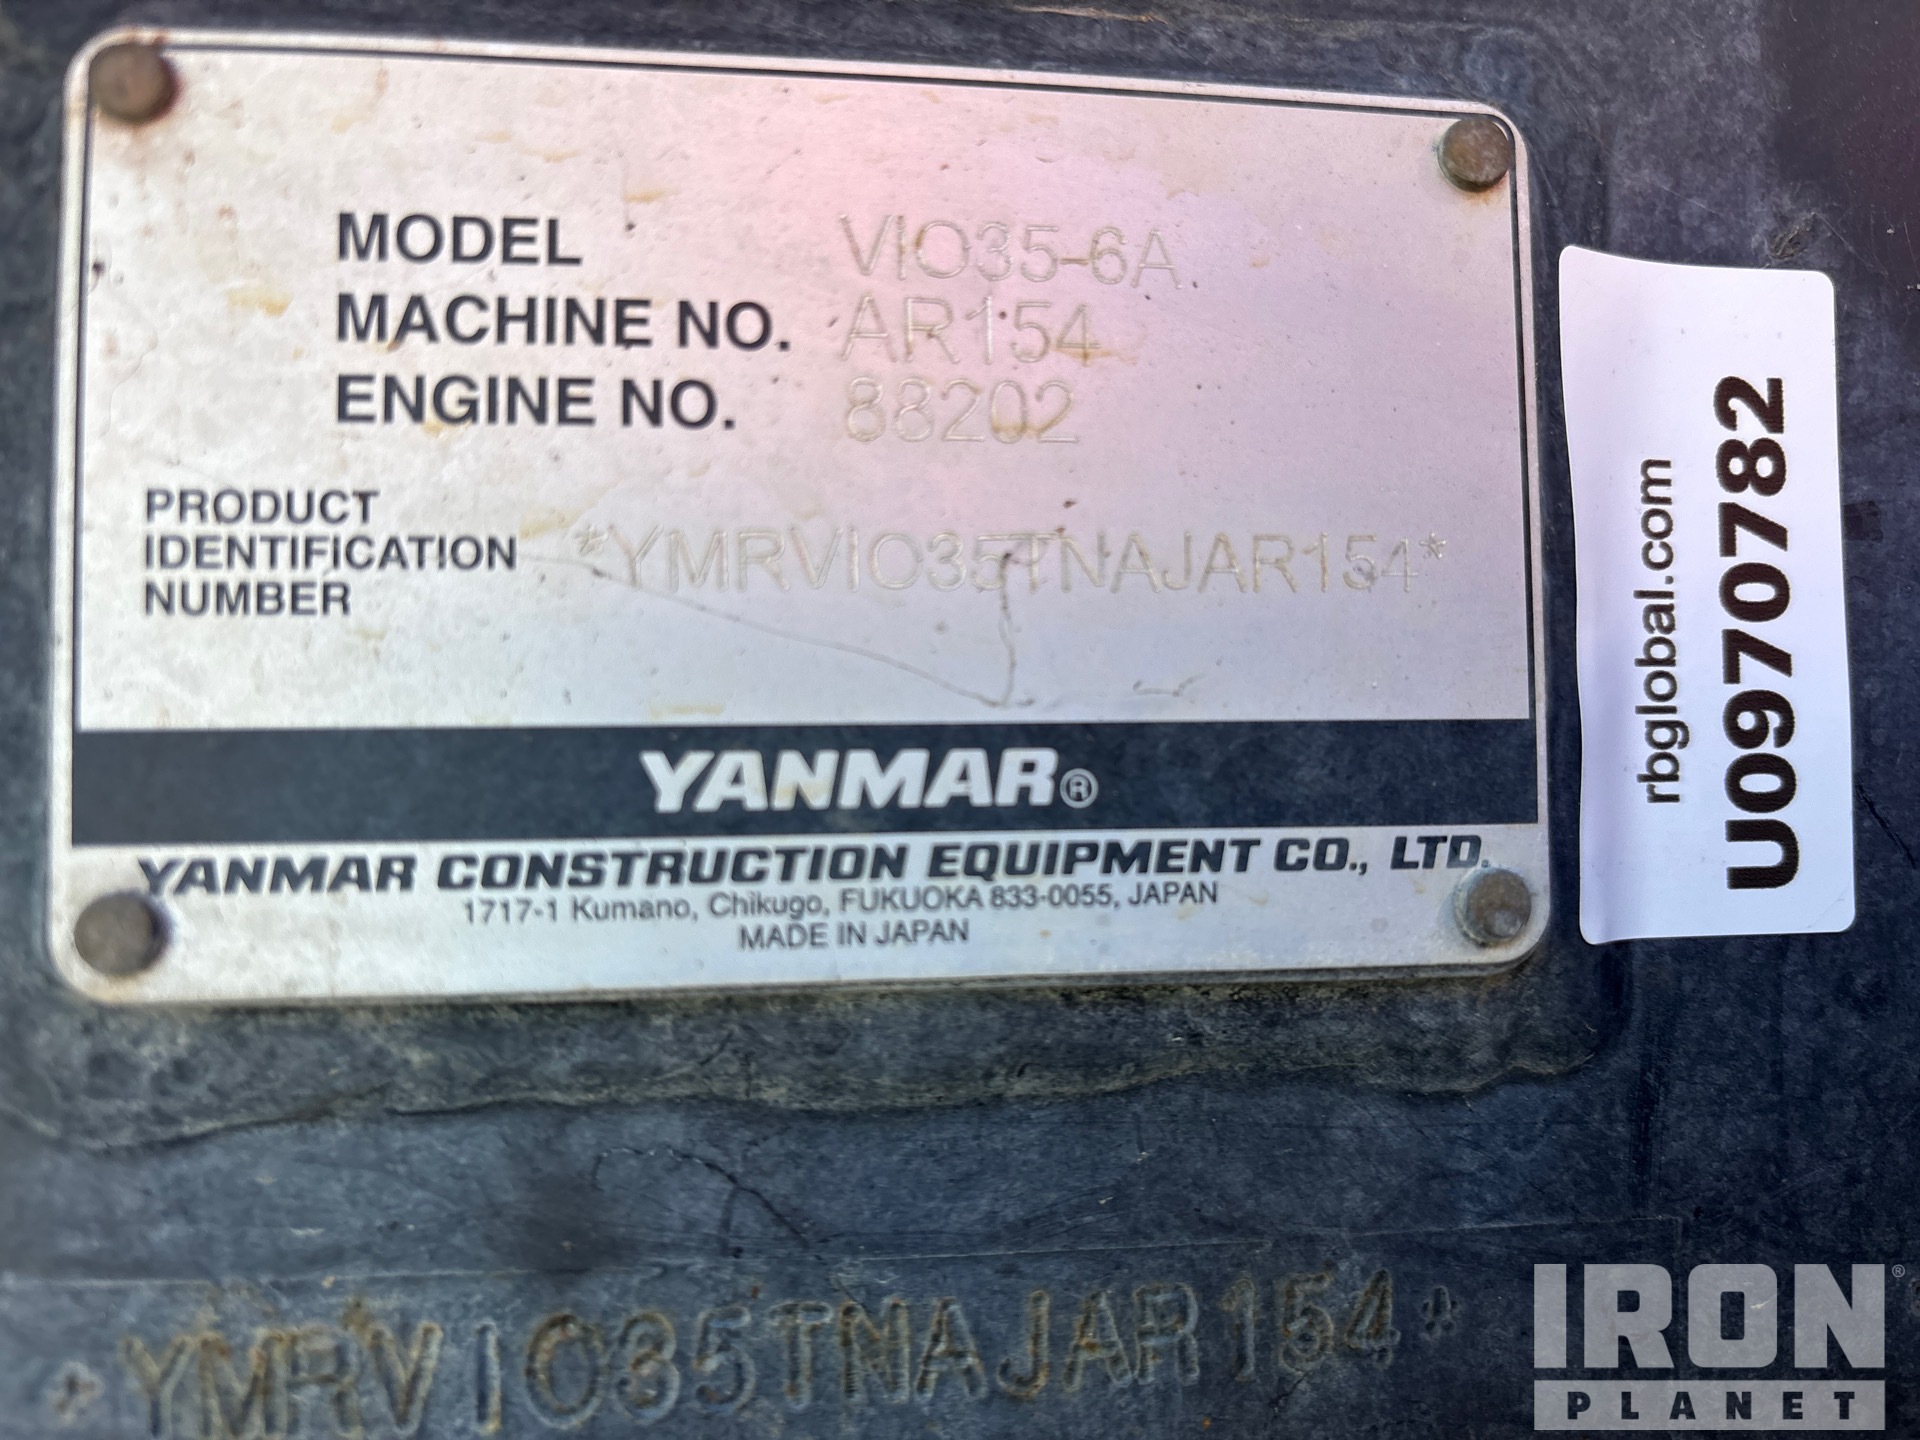 MODEL VIO35-6A
MACHINE NO. AR154
ENGINE NO. 88202
PRODUCT
IDENTIFICATION *YMRVIO35TNAJAR154*
NUMBER
YANMAR®
YANMAR CONSTRUCTION EQUIPMENT CO., LTD.
1717-1 Kumano, Chikugo, FUKUOKA 833-0055, JAPAN
MADE IN JAPAN
rbglobal.com
U0970782
*YMRVIO35TNAJAR154*
IRON®
PLANET